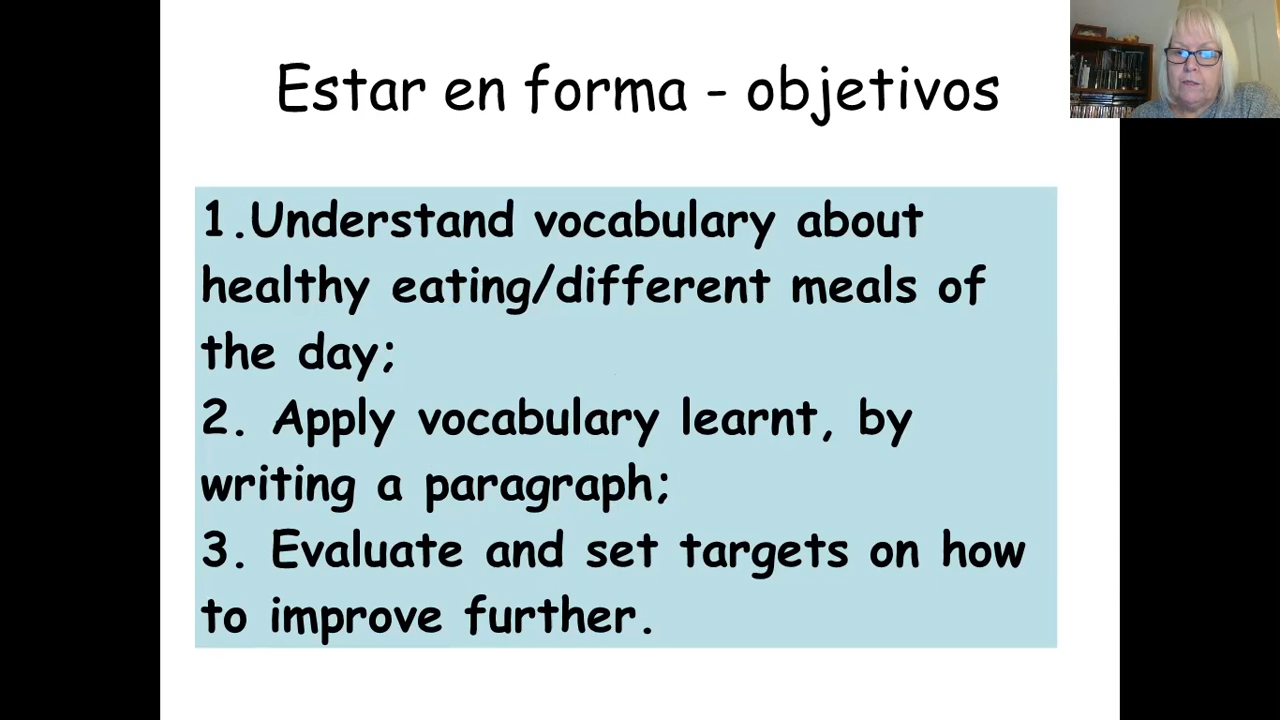 Estar en forma - objetivos
1.Understand vocabulary about
healthy eating/different meals of
the day;
2. Apply vocabulary learnt, by
writing a paragraph;
3. Evaluate and set targets on how
to improve further.